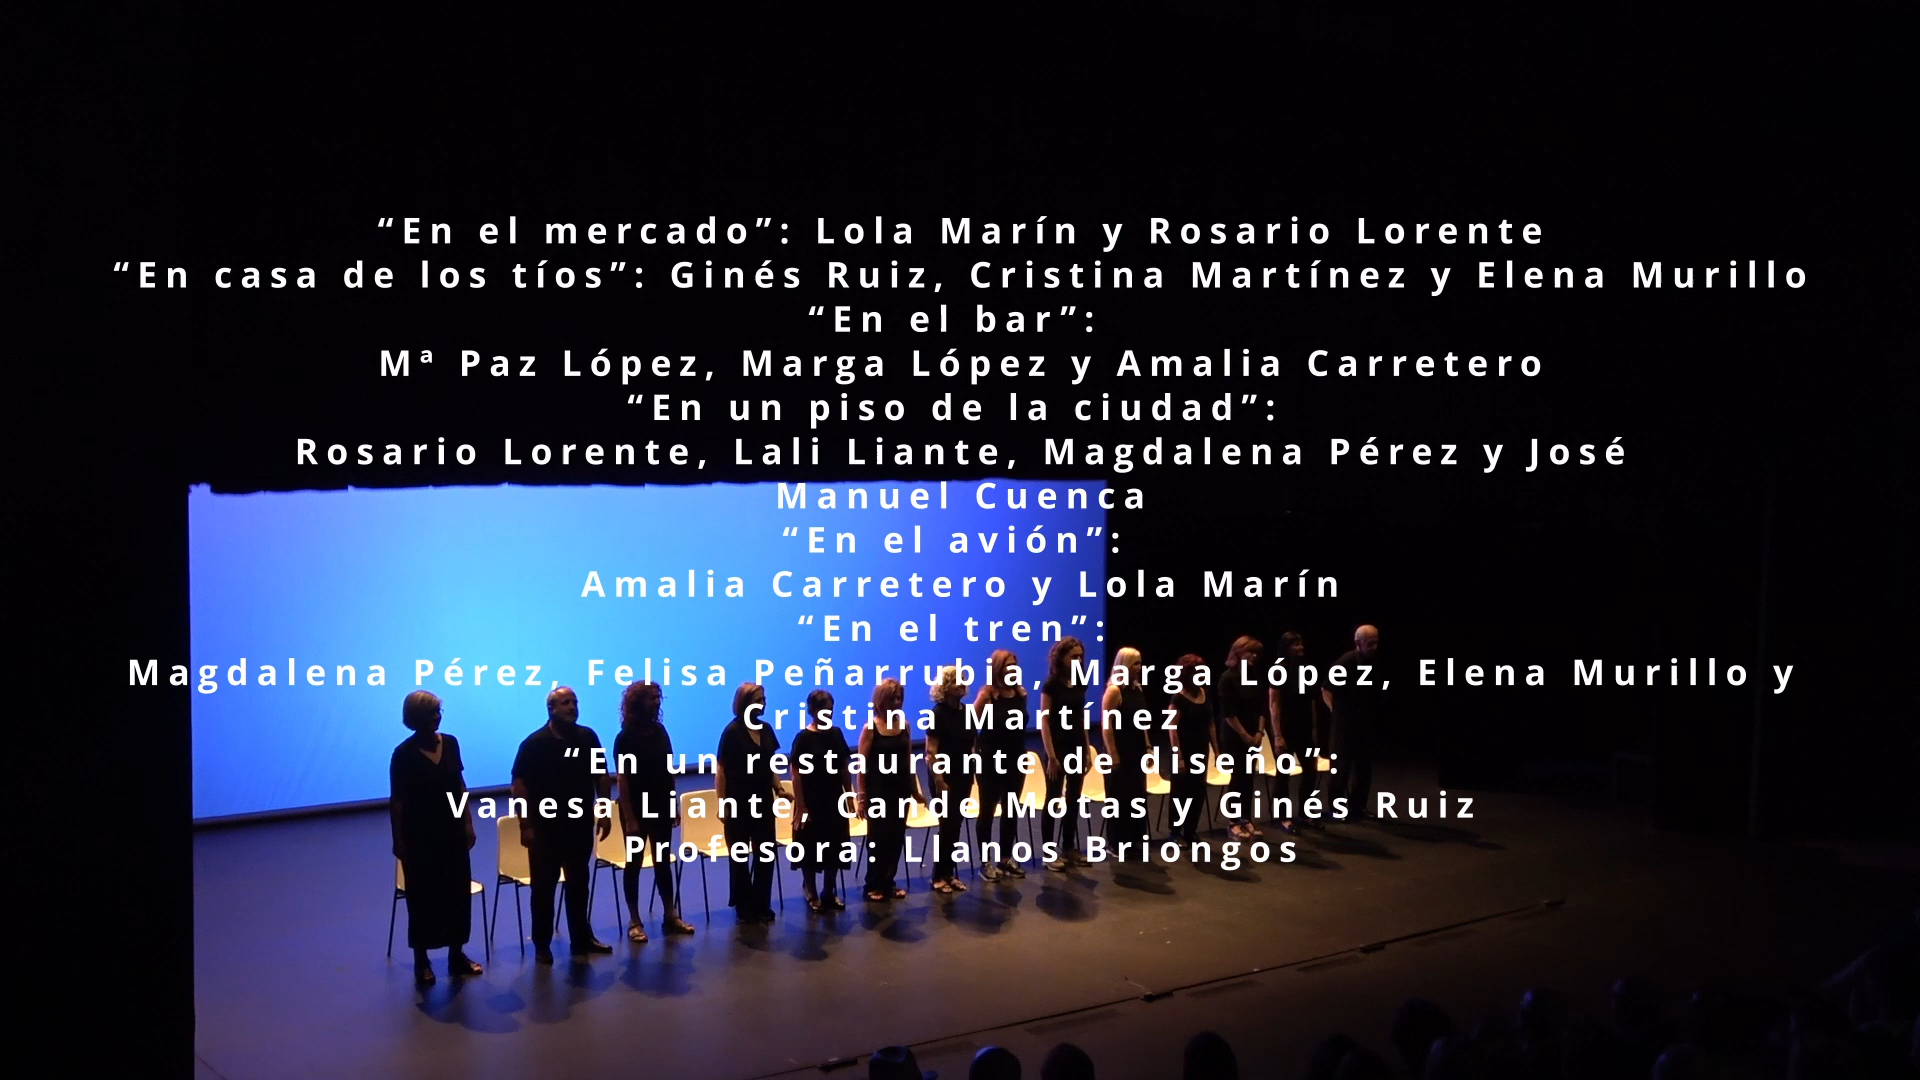 “En el mercado”: Lola Marín y Rosario Lorente
“En casa de los tíos”: Ginés Ruiz, Cristina Martínez y Elena Murillo
“En el bar”:
Mª Paz López, Marga López y Amalia Carretero
“En un piso de la ciudad”:
Rosario Lorente, Lali Liante, Magdalena Pérez y José
Manuel Cuenca
“En el avión”:
Amalia Carretero y Lola Marín
“En el tren”:
Magdalena Pérez, Felisa Peñarrubia, Marga López, Elena Murillo y
Cristina Martínez
“En un restaurante de diseño”:
Vanesa Liante, Cande Motas y Ginés Ruiz
Profesora: Llanos Briongos